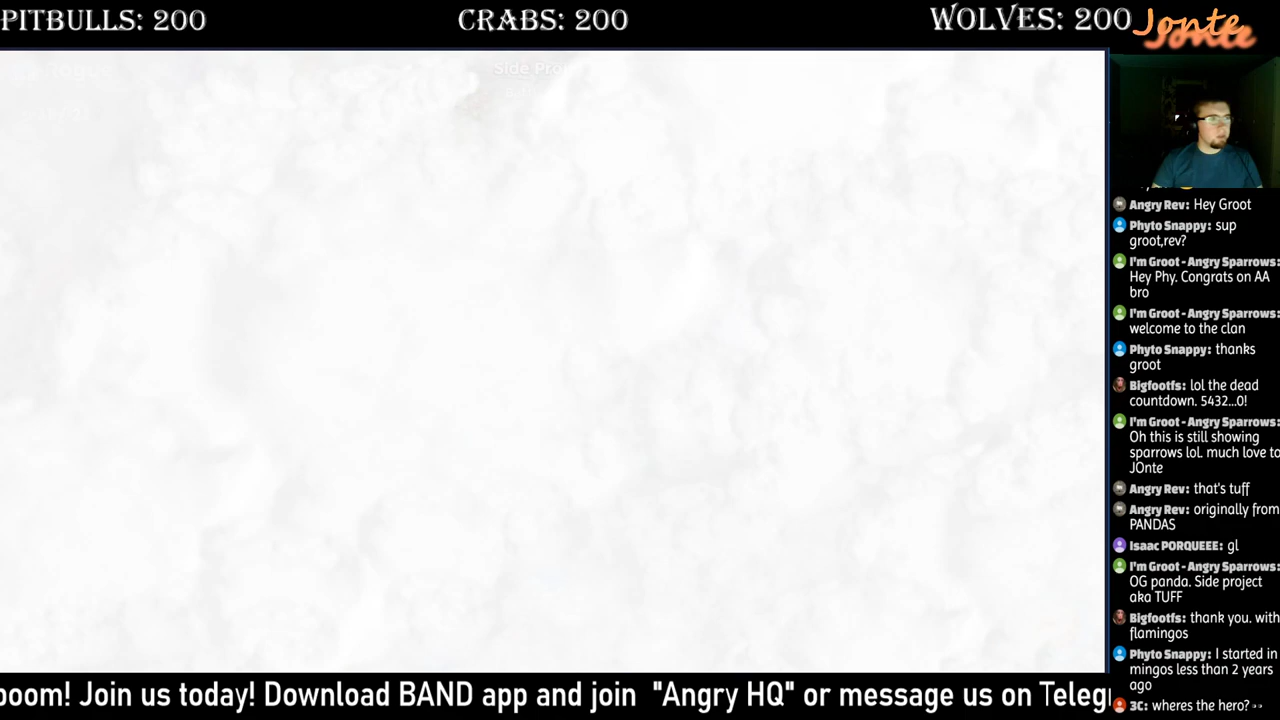 PITBULLS: 200
CRABS: 200
WOLVES: 200
Jonte
Side Pro
Angry Rev: Hey Groot
Phyto Snappy: sup
groot,rev?
I'm Groot - Angry Sparrows:
Hey Phy. Congrats on AA
bro
I'm Groot - Angry Sparrows:
welcome to the clan
Phyto Snappy: thanks
groot
Bigfootfs: lol the dead
countdown. 5432...0!
I'm Groot - Angry Sparrows:
Oh this is still showing
sparrows lol. much love to
JOnte
Angry Rev: that's tuff
Angry Rev: originally from
PANDAS
Isaac PORQUEEE: gl
I'm Groot - Angry Sparrows:
OG panda. Side project
aka TUFF
Bigfootfs: thank you. with
flamingos
Phyto Snappy: I started in
mingos less than 2 years
ago
3C: wheres the hero?
boom! Join us today! Download BAND app and join "Angry HQ" or message us on Telegr